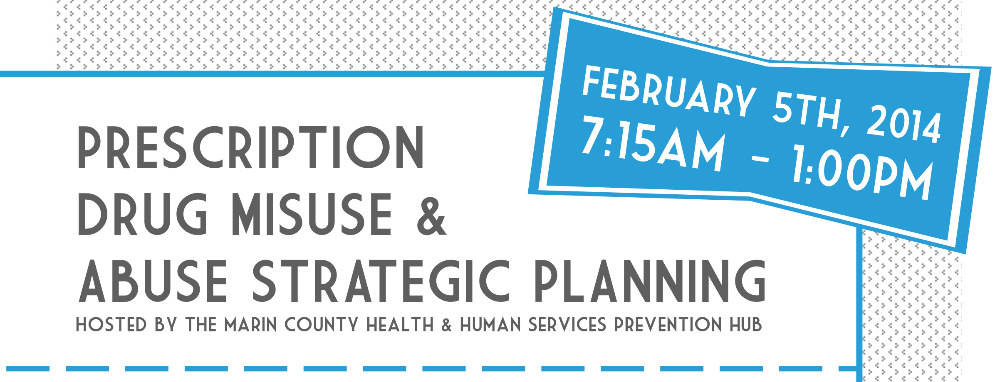 FEBRUARY 5TH, 2014
7:15AM - 1:00PM
PRESCRIPTION
DRUG MISUSE &
ABUSE STRATEGIC PLANNING
HOSTED BY THE MARIN COUNTY HEALTH & HUMAN SERVICES PREVENTION HUB